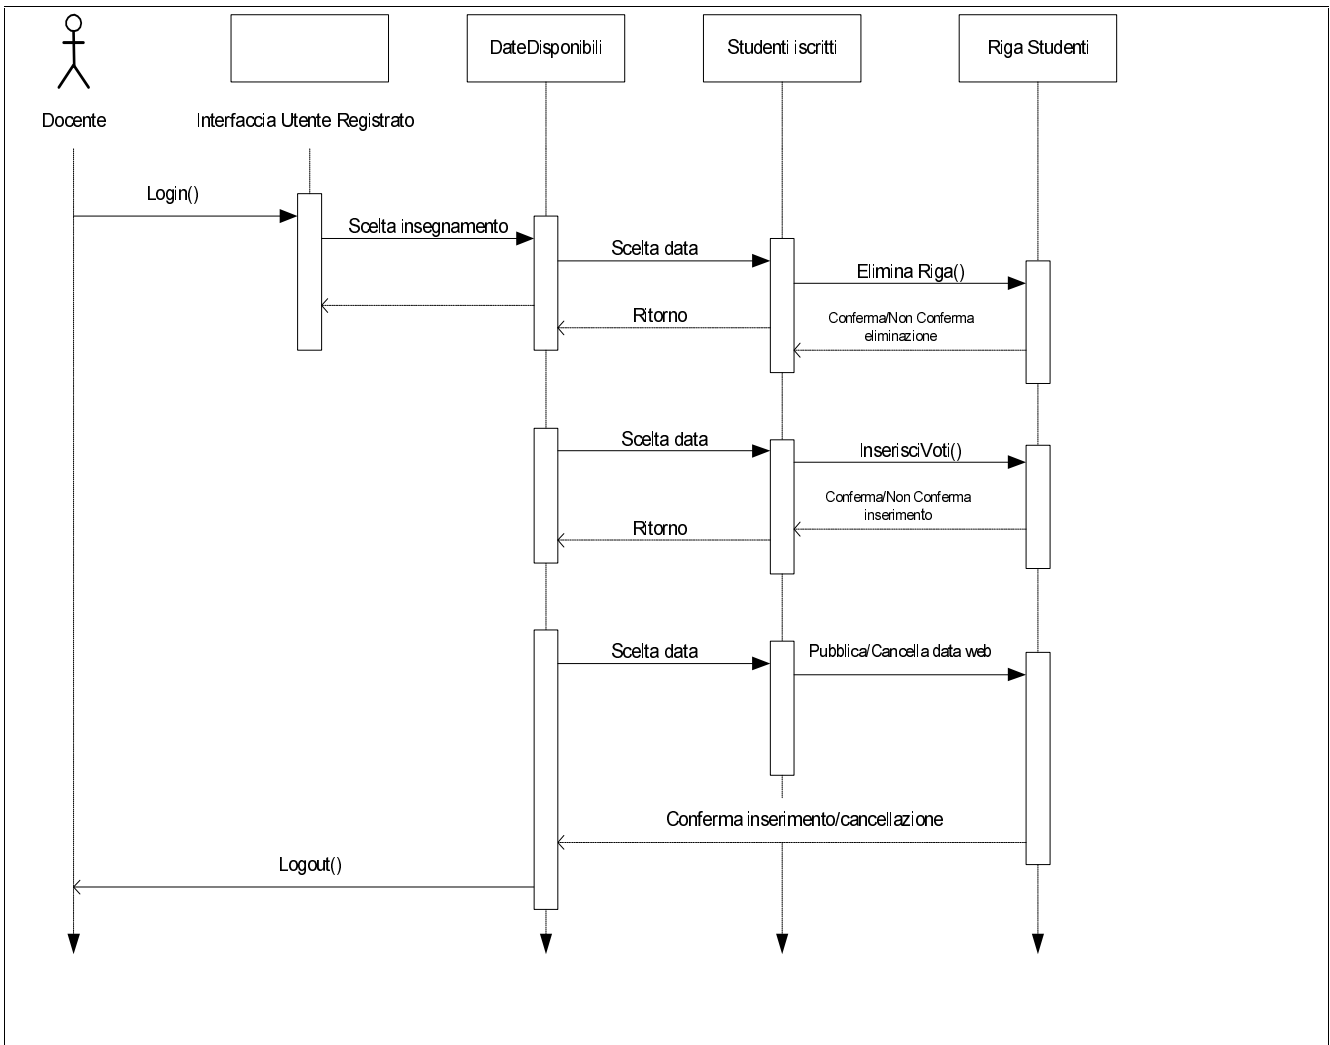 DateDisponibili
Studenti iscritti
Riga Studenti
Docente
Interfaccia Utente Registrato
Login()
Scelta insegnamento
Scelta data
Elimina Riga()
Ritorno
Conferma/Non Conferma
eliminazione
Scelta data
InserisciVoti()
Conferma/Non Conferma
inserimento
Ritorno
Scelta data
Pubblica/Cancella data web
Conferma inserimento/cancellazione
Logout()